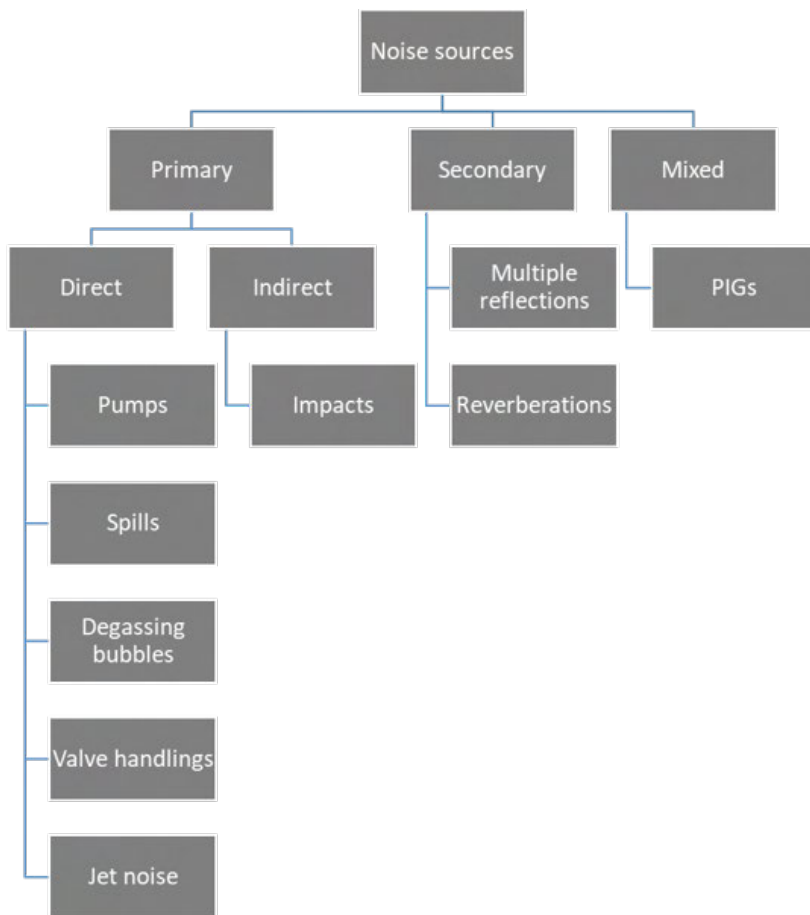 Noise sources
Primary
Secondary
Mixed
Direct
Indirect
Multiple
reflections
PIGs
Pumps
Impacts
Reverberations
Spills
Degassing
bubbles
Valve handlings
Jet noise